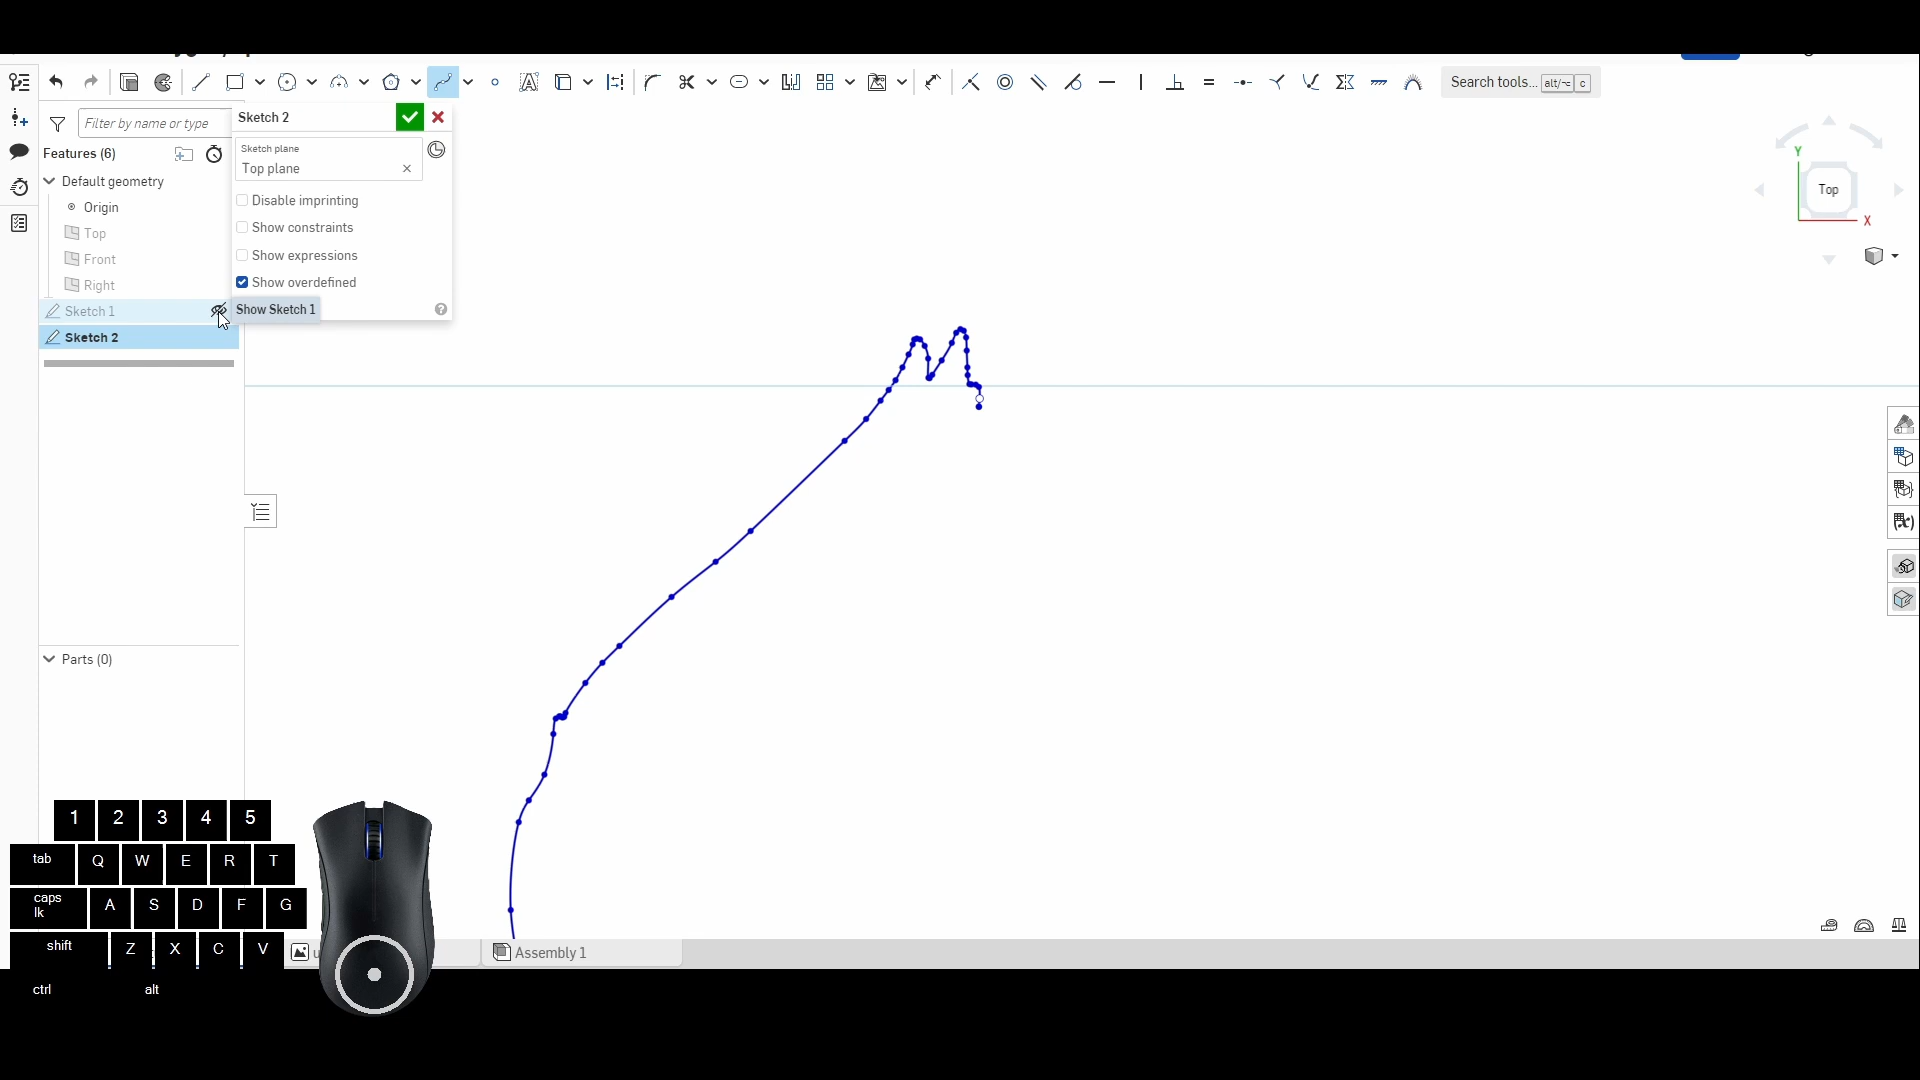 Search tools... alt/⌥ c
Filter by name or type
Features (6)
Default geometry
Origin
Top
Front
Right
Sketch 1
Sketch 2
Sketch 2
Sketch plane
Top plane
Disable imprinting
Show constraints
Show expressions
Show overdefined
Show Sketch 1
Y
Top
X
Parts (0)
1 2 3 4 5
tab Q W E R T
caps lk A S D F G
shift Z X C V
ctrl alt
Assembly 1